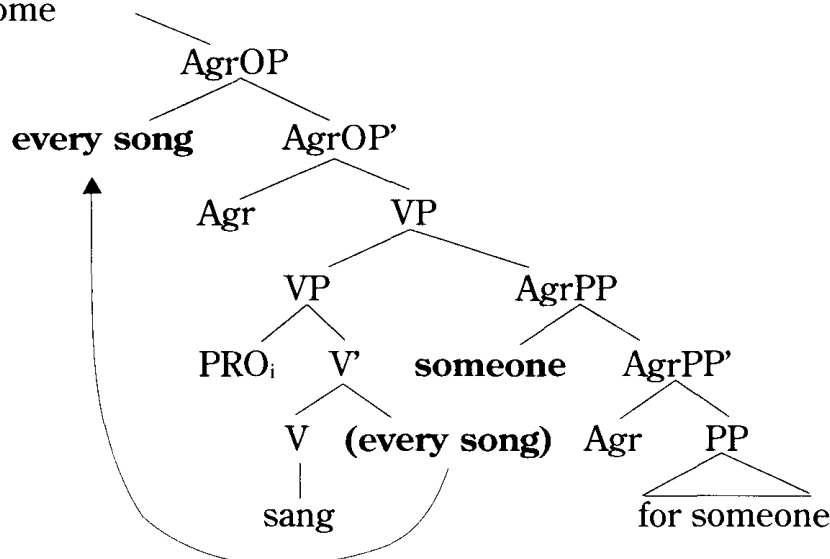 ome
AgrOP
every song AgrOP’
Agr VP
VP AgrPP
PROi V’ someone AgrPP’
V (every song) Agr PP
sang for someone